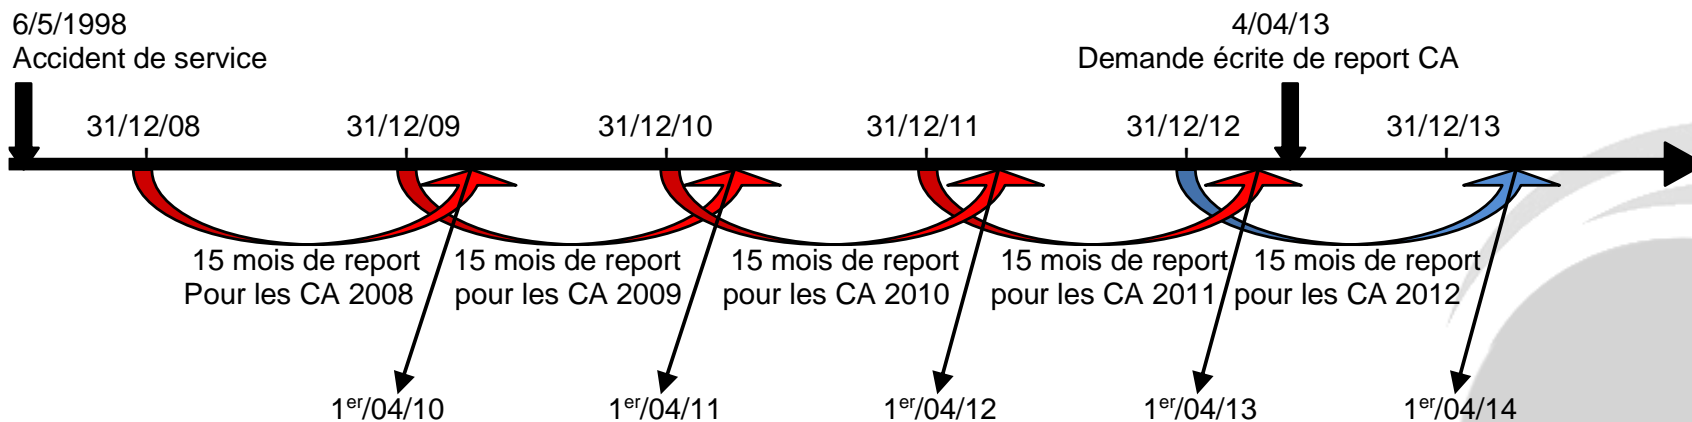 6/5/1998
Accident de service
4/04/13
Demande écrite de report CA
31/12/08
31/12/09
31/12/10
31/12/11
31/12/12
31/12/13
15 mois de report
Pour les CA 2008
15 mois de report
pour les CA 2009
15 mois de report
pour les CA 2010
15 mois de report
pour les CA 2011
15 mois de report
pour les CA 2012
1er/04/10
1er/04/11
1er/04/12
1er/04/13
1er/04/14